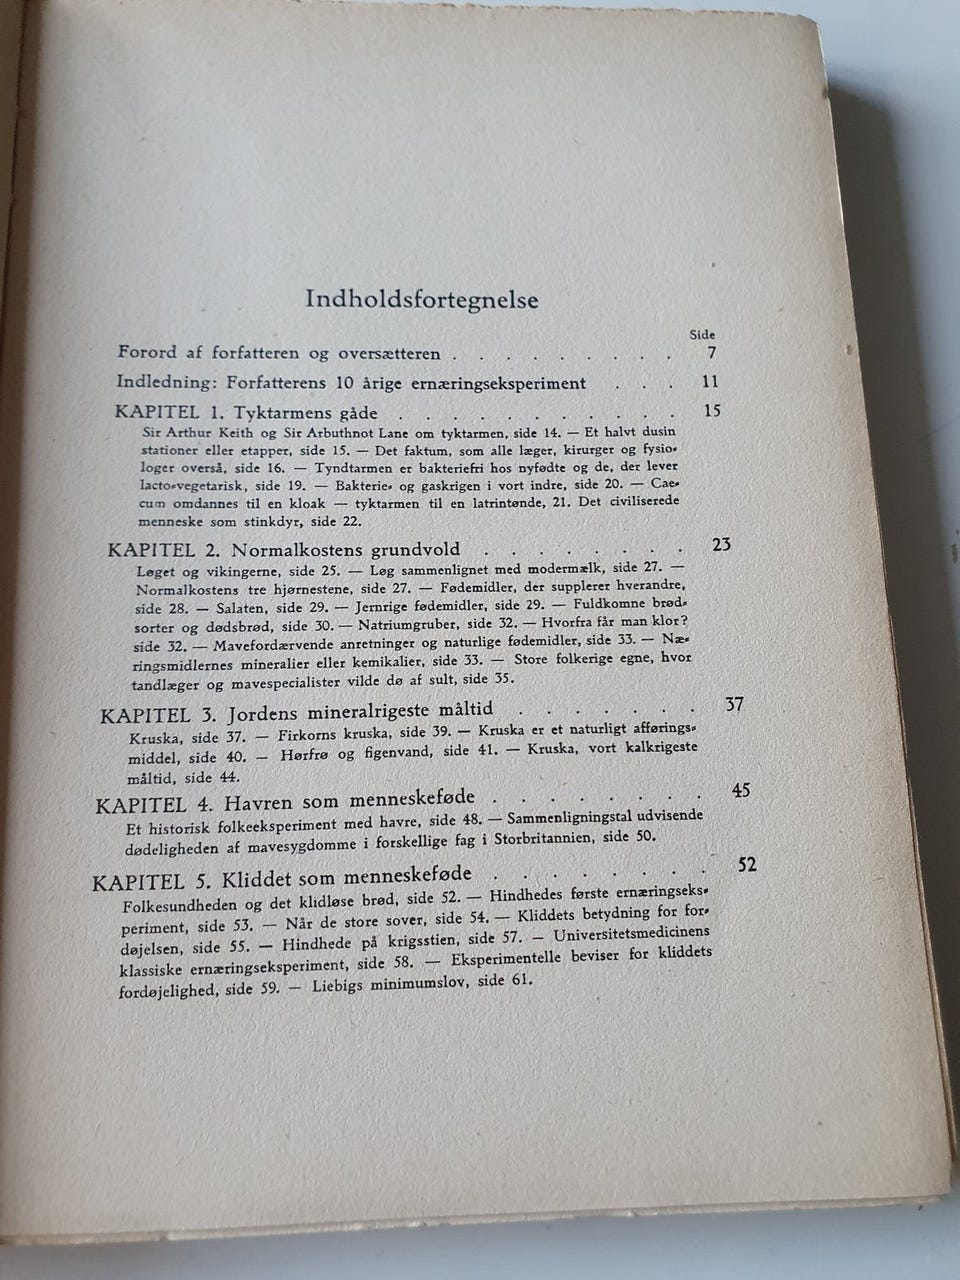 Indholdsfortegnelse
Side
Forord af forfatteren og oversætteren . . . . . . . . . 7
Indledning: Forfatterens 10 årige ernæringseksperiment . . . 11
KAPITEL 1. Tyktarmens gåde . . . . . . . . . . . 15
Sir Arthur Keith og Sir Arbuthnot Lane om tyktarmen, side 14. — Et halvt dusin
stationer eller etapper, side 15. — Det faktum, som alle læger, kirurger og fysio-
loger overså, side 16. — Tyndtarmen er bakteriefri hos nyfødte og de, der lever
lacto-vegetarisk, side 19. — Bakterie- og gaskrigen i vort indre, side 20. — Cae-
cum omdannes til en kloak — tyktarmen til en latrintønde, 21. Det civiliserede
menneske som stinkdyr, side 22.
KAPITEL 2. Normalkostens grundvold . . . . . . . . 23
Løget og vikingerne, side 25. — Løg sammenlignet med modermælk, side 27. —
Normalkostens tre hjørnestene, side 27. — Fødemidler, der supplerer hverandre,
side 28. — Salaten, side 29. — Jernrige fødemidler, side 29. — Fuldkomne brød-
sorter og dødsbrød, side 30. — Natriumgruber, side 32. — Hvorfra får man klor?
side 32. — Mavefordærvende anretninger og naturlige fødemidler, side 33. — Næ-
ringsmidlernes mineralier eller kemikalier, side 33. — Store folkerige egne, hvor
tandlæger og mavespecialister vilde dø af sult, side 35.
KAPITEL 3. Jordens mineralrigeste måltid . . . . . . . 37
Kruska, side 37. — Firkorns kruska, side 39. — Kruska er et naturligt afførings-
middel, side 40. — Hørfrø og figenvand, side 41. — Kruska, vort kalkrigeste
måltid, side 44.
KAPITEL 4. Havren som menneskeføde . . . . . . . . 45
Et historisk folkeeksperiment med havre, side 48. — Sammenligningstal udvisende
dødeligheden af mavesygdomme i forskellige fag i Storbritannien, side 50.
KAPITEL 5. Kliddet som menneskeføde . . . . . . . . 52
Folkesundheden og det klidløse brød, side 52. — Hindhedes første ernæringseks-
periment, side 53. — Når de store sover, side 54. — Kliddets betydning for for-
døjelsen, side 55. — Hindhede på krigsstien, side 57. — Universitetsmedicinens
klassiske ernæringseksperiment, side 58. — Eksperimentelle beviser for kliddets
fordøjelighed, side 59. — Liebigs minimumslov, side 61.